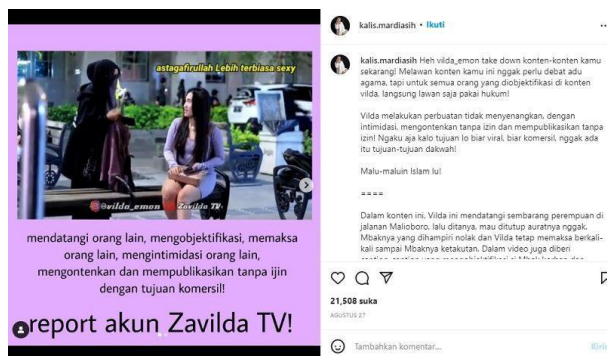 astagafirullah Lebih terbiasa sexy
@vilda_emon Zavilda TV
mendatangi orang lain, mengobjektifikasi, memaksa
orang lain, mengintimidasi orang lain,
mengontenkan dan mempublikasikan tanpa ijin
dengan tujuan komersil!
report akun Zavilda TV!
kalis.mardiasih • Ikuti
kalis.mardiasih Heh vilda_emon take down konten-konten kamu
sekarang! Melawan konten kamu ini nggak perlu debat adu
agama, tapi untuk semua orang yang diobjektifikasi di konten
vilda, langsung lawan saja pakai hukum!
Vilda melakukan perbuatan tidak menyenangkan, dengan
intimidasi, mengontenkan tanpa izin dan mempublikasikan tanpa
izin! Ngaku aja kalo tujuan lo biar viral, biar komersil, nggak ada
itu tujuan-tujuan dakwah!
Malu-maluin Islam lu!
====
Dalam konten ini, Vilda ini mendatangi sembarang perempuan di
jalanan Malioboro, lalu ditanya, mau ditutup auratnya nggak.
Mbaknya yang dihampiri nolak dan Vilda tetap memaksa berkali-
kali sampai Mbaknya ketakutan. Dalam video juga diberi
21,508 suka
AGUSTUS 27
Tambahkan komentar...
Kirim